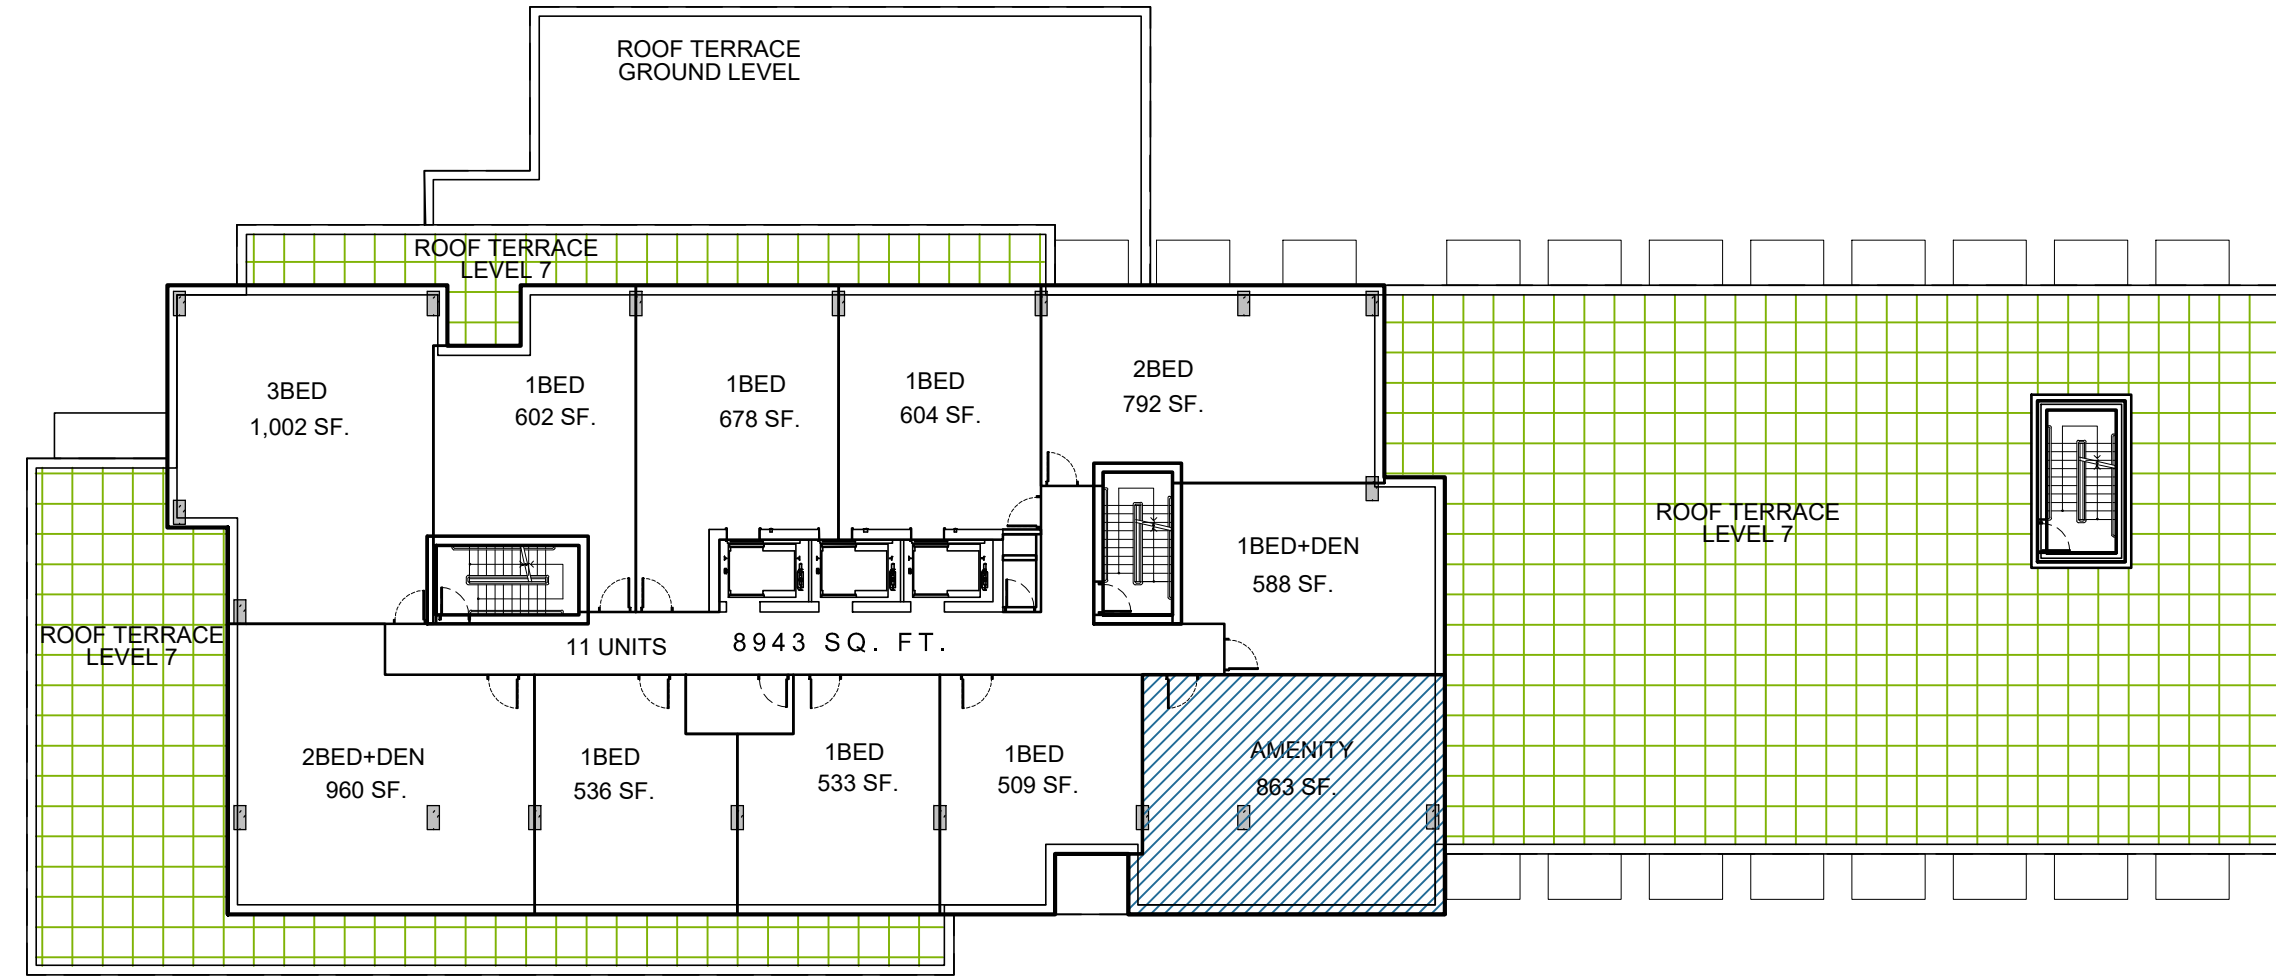 ROOF TERRACE
GROUND LEVEL
ROOF TERRACE
LEVEL 7
3BED
1,002 SF.
1BED
602 SF.
1BED
678 SF.
1BED
604 SF.
2BED
792 SF.
1BED+DEN
588 SF.
ROOF TERRACE
LEVEL 7
ROOF TERRACE
LEVEL 7
11 UNITS
8943 SQ. FT.
2BED+DEN
960 SF.
1BED
536 SF.
1BED
533 SF.
1BED
509 SF.
AMENITY
863 SF.